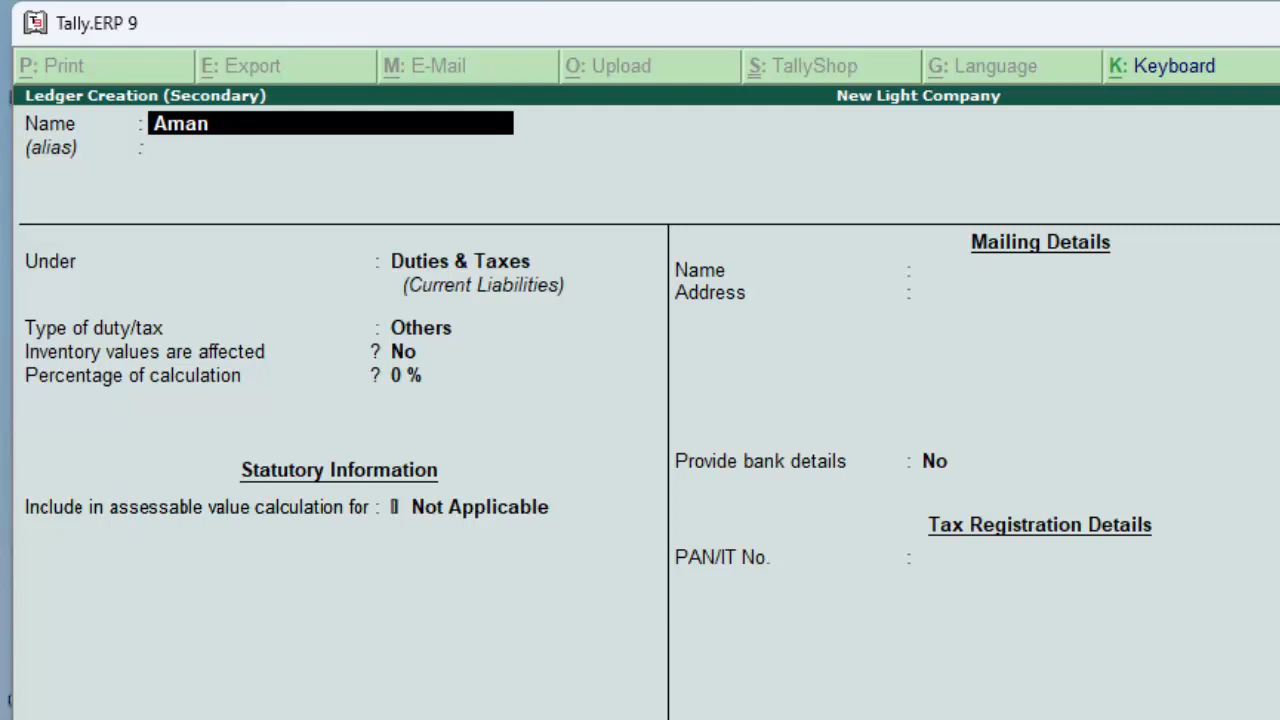 Tally.ERP 9
P: Print E: Export M: E-Mail O: Upload S: TallyShop G: Language K: Keyboard
Ledger Creation (Secondary) New Light Company
Name : Aman
(alias) :
Under : Duties & Taxes
(Current Liabilities)
Type of duty/tax : Others
Inventory values are affected ? No
Percentage of calculation ? 0 %
Statutory Information
Include in assessable value calculation for : Not Applicable
Mailing Details
Name :
Address :
Provide bank details : No
Tax Registration Details
PAN/IT No. :